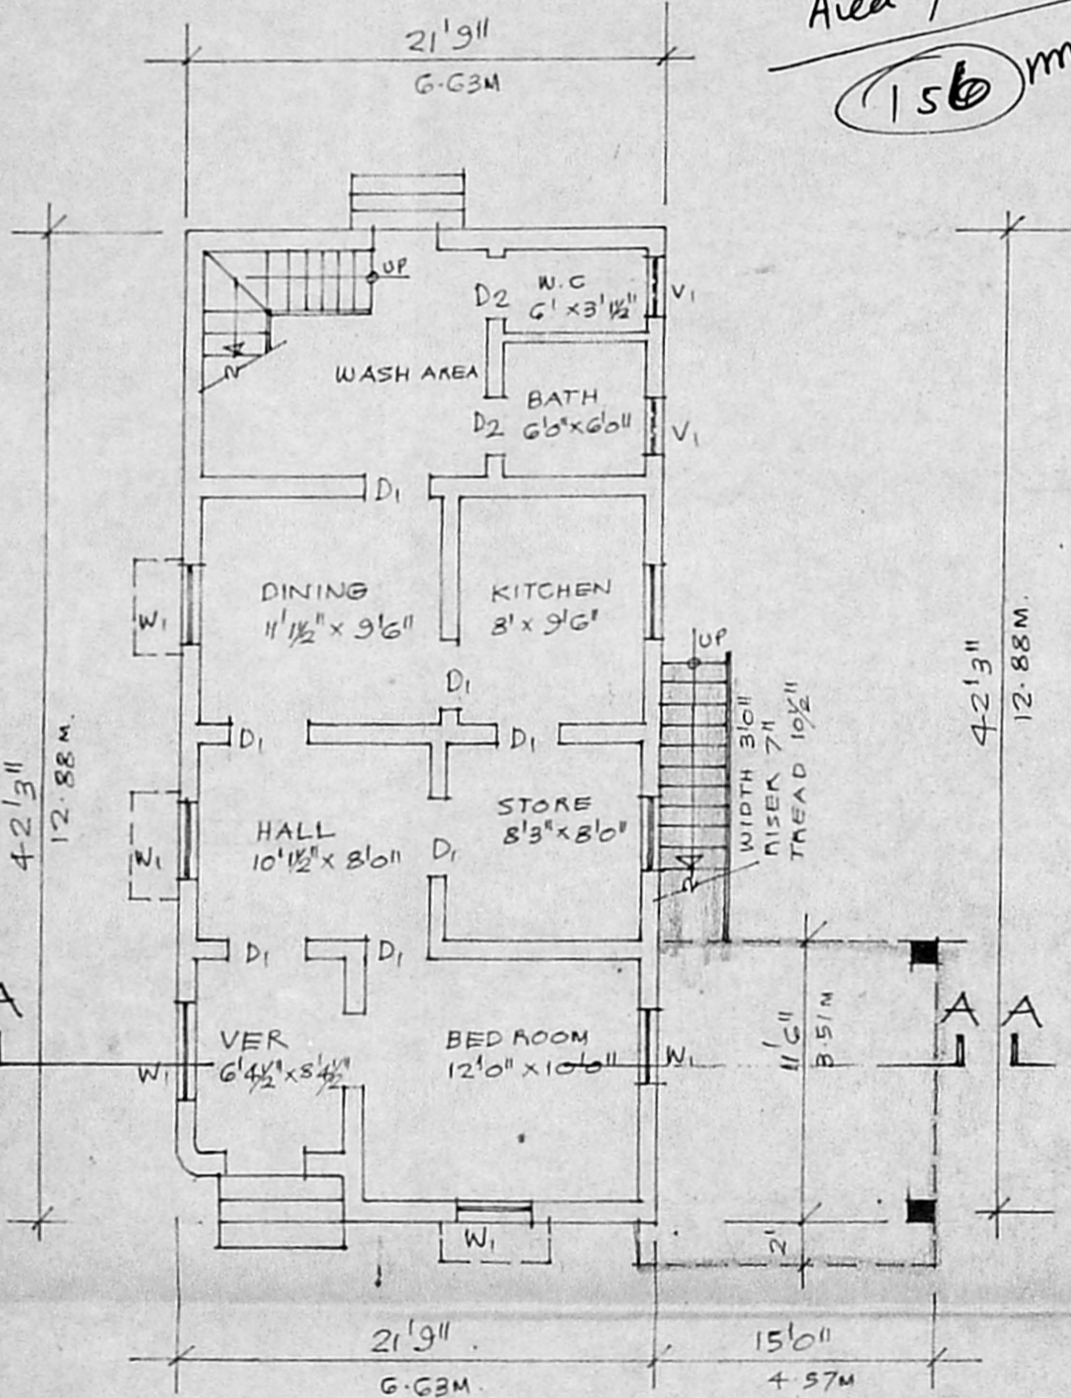 Area
156 m
21'9"
6.63M
UP
2A
W.C
6' x 3'1½"
D2
V1
WASH AREA
BATH
6'0" x 6'0"
D2
V1
D1
DINING
11'1½" x 9'6"
KITCHEN
8' x 9'6"
W1
D1
UP
WIDTH 3'0"
RISER 7"
TREAD 10½"
42'3"
12.88M.
42'3"
12.88M.
D1
D1
HALL
10'1½" x 8'0"
STORE
8'3" x 8'0"
W1
D1
2A
D1
D1
A
VER
6'4½" x 8'4½"
BED ROOM
12'0" x 10'0"
W1
W1
11'6"
3.51M
A
A
W1
2'
21'9"
6.63M.
15'0"
4.57M